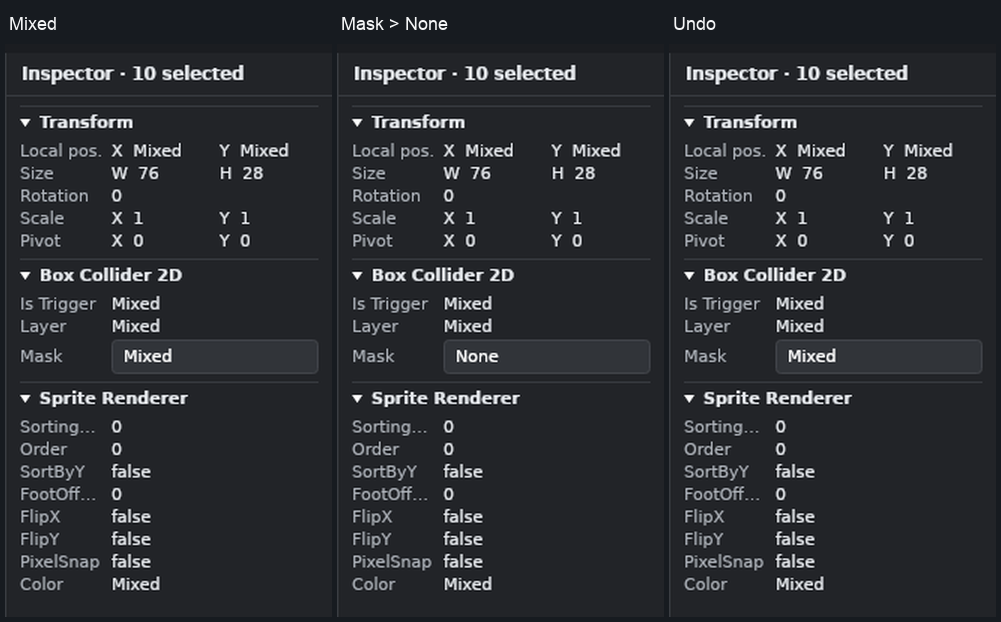 Mixed
Inspector · 10 selected
▼ Transform
Local pos. X Mixed Y Mixed
Size W 76 H 28
Rotation 0
Scale X 1 Y 1
Pivot X 0 Y 0
▼ Box Collider 2D
Is Trigger Mixed
Layer Mixed
Mask Mixed
▼ Sprite Renderer
Sorting... 0
Order 0
SortByY false
FootOff... 0
FlipX false
FlipY false
PixelSnap false
Color Mixed
Mask > None
Inspector · 10 selected
▼ Transform
Local pos. X Mixed Y Mixed
Size W 76 H 28
Rotation 0
Scale X 1 Y 1
Pivot X 0 Y 0
▼ Box Collider 2D
Is Trigger Mixed
Layer Mixed
Mask None
▼ Sprite Renderer
Sorting... 0
Order 0
SortByY false
FootOff... 0
FlipX false
FlipY false
PixelSnap false
Color Mixed
Undo
Inspector · 10 selected
▼ Transform
Local pos. X Mixed Y Mixed
Size W 76 H 28
Rotation 0
Scale X 1 Y 1
Pivot X 0 Y 0
▼ Box Collider 2D
Is Trigger Mixed
Layer Mixed
Mask Mixed
▼ Sprite Renderer
Sorting... 0
Order 0
SortByY false
FootOff... 0
FlipX false
FlipY false
PixelSnap false
Color Mixed